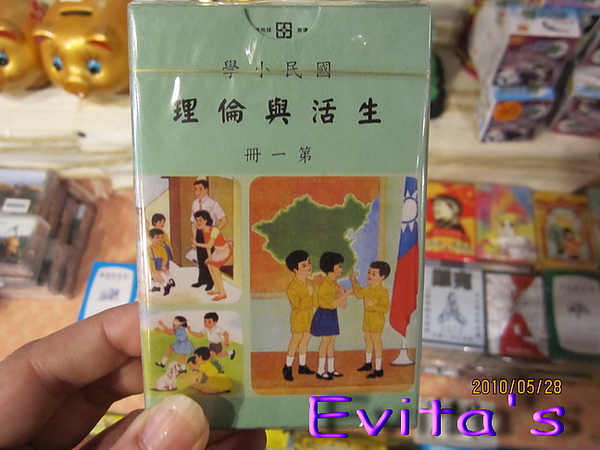 國民小學
生活與倫理
第一冊
2010/05/28
Evita's